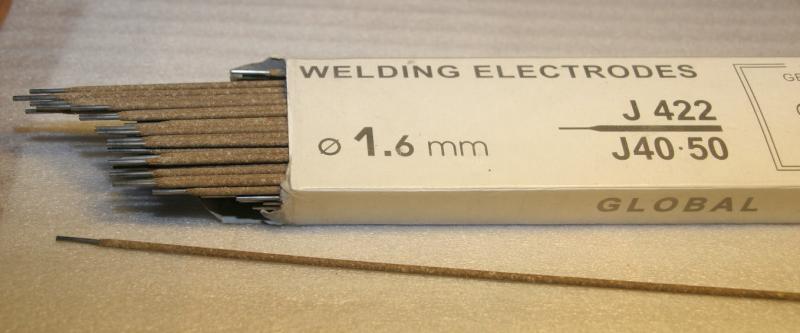 WELDING ELECTRODES
⌀ 1.6 mm
J 422
J40·50
GLOBAL